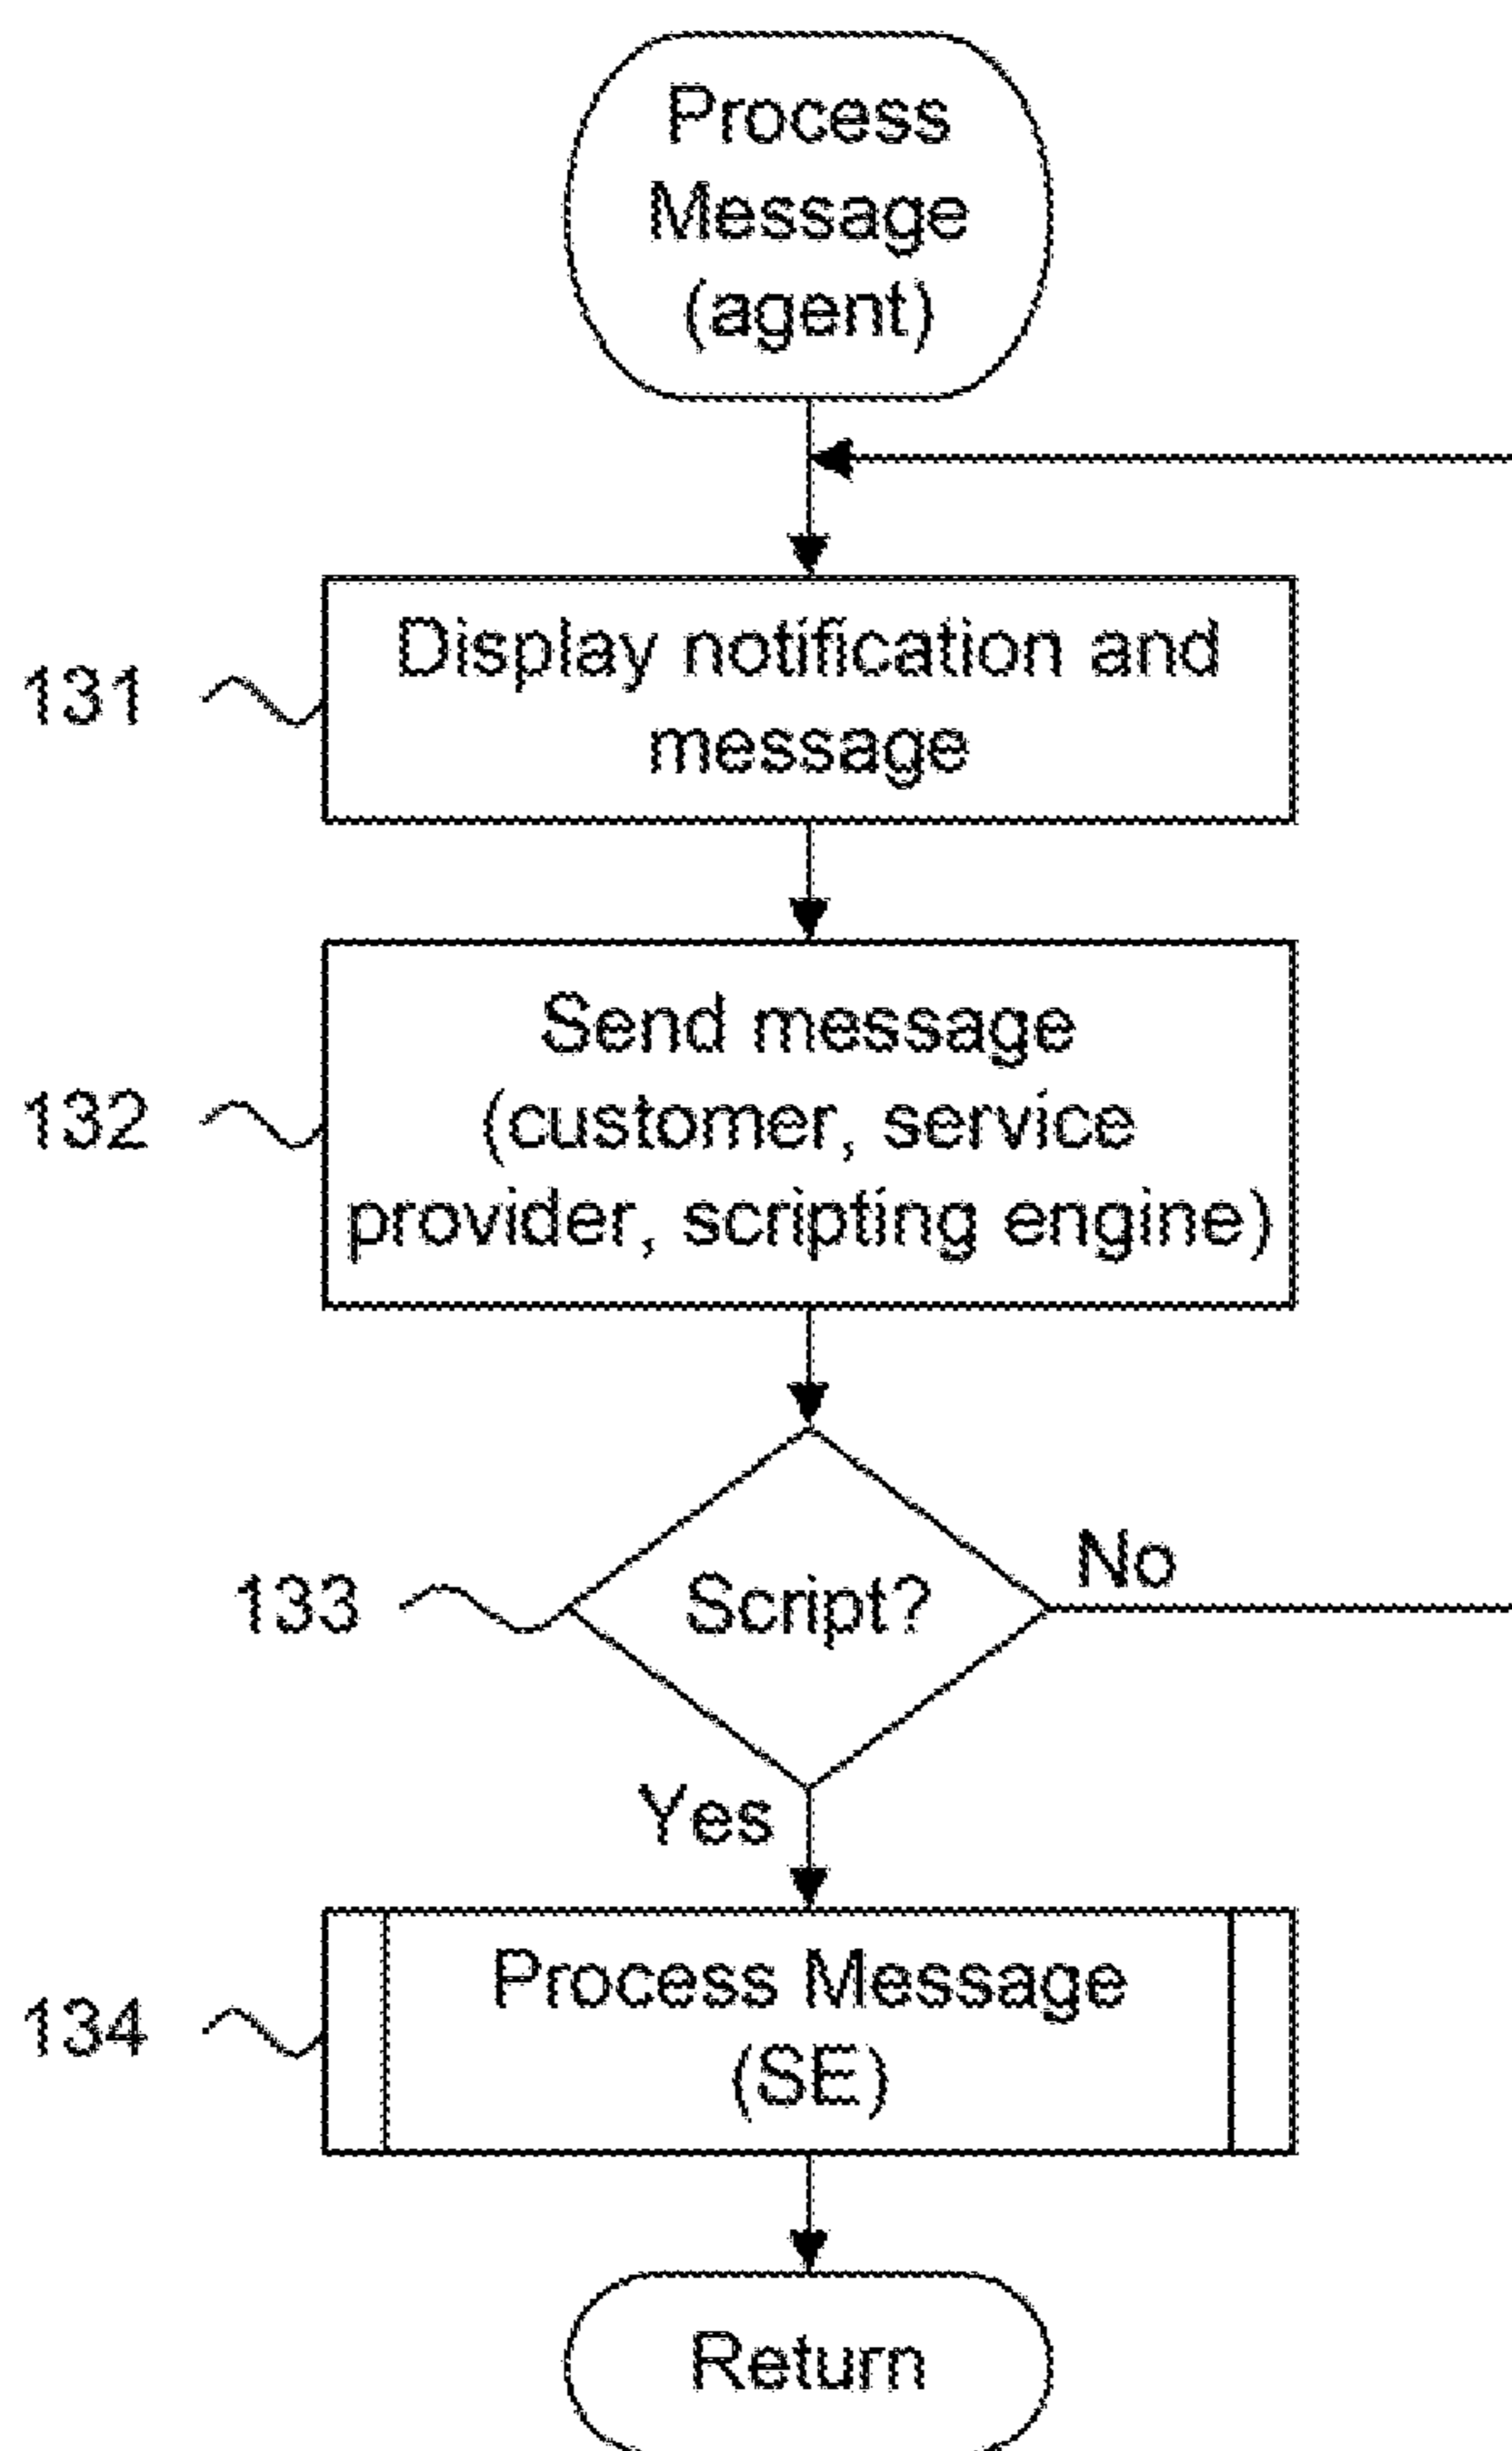 Process
Message
(agent)
131
Display notification and
message
132
Send message
(customer, service
provider, scripting engine)
133
Script?
No
Yes
134
Process Message
(SE)
Return